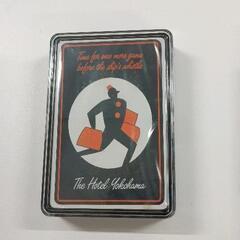 Time for one more game
before the ship's whistle
The Hotel Yokohama